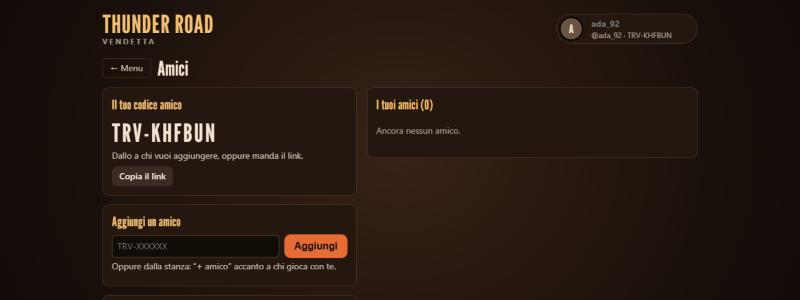 THUNDER ROAD
VENDETTA
A
ada_92
@ada_92 · TRV-KHFBUN
← Menu
Amici
Il tuo codice amico
TRV-KHFBUN
Dallo a chi vuoi aggiungere, oppure manda il link.
Copia il link
I tuoi amici (0)
Ancora nessun amico.
Aggiungi un amico
TRV-XXXXXX
Aggiungi
Oppure dalla stanza: "+ amico" accanto a chi gioca con te.